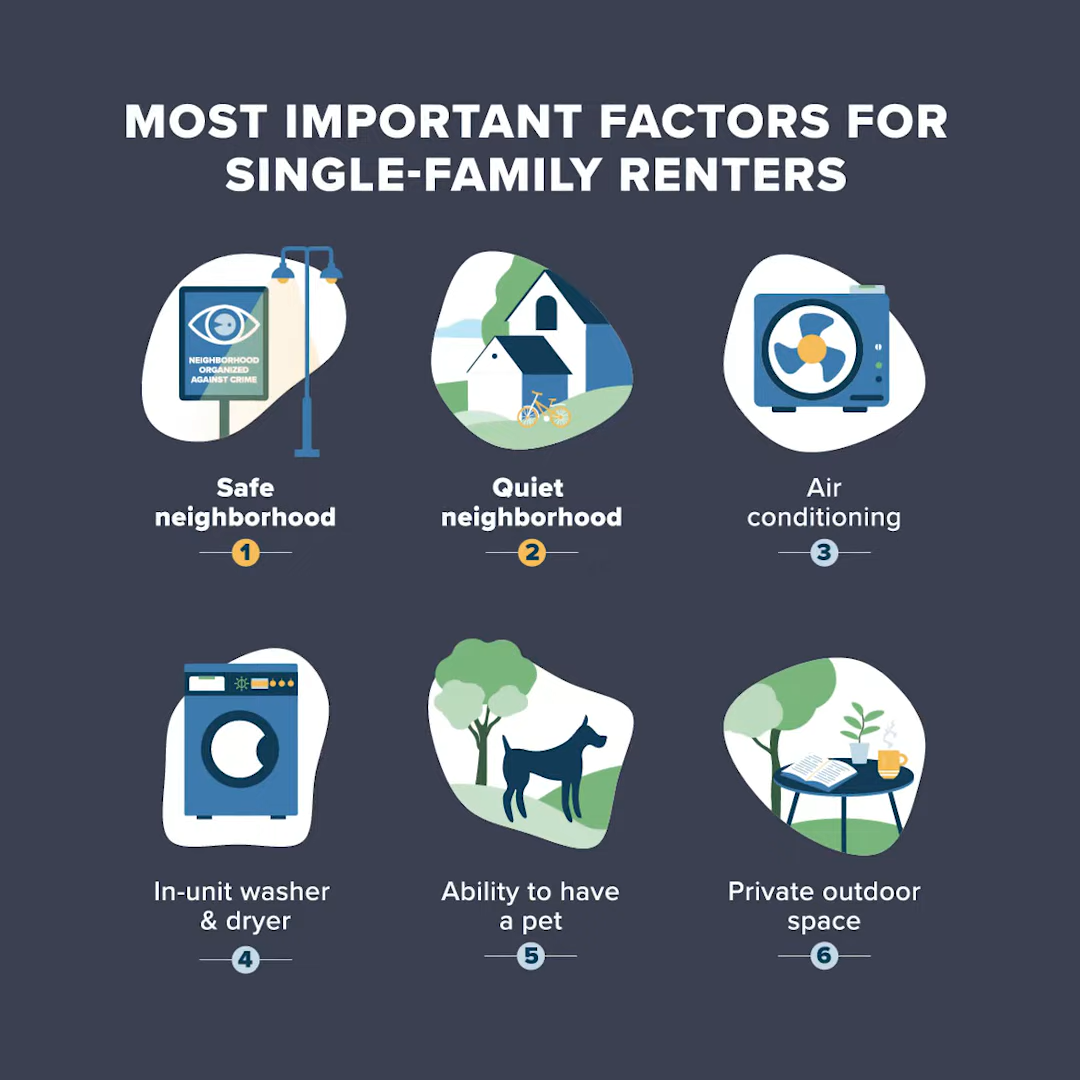 MOST IMPORTANT FACTORS FOR
SINGLE-FAMILY RENTERS
NEIGHBORHOOD
ORGANIZED
AGAINST CRIME
Safe
neighborhood
1
Quiet
neighborhood
2
Air
conditioning
3
In-unit washer
& dryer
4
Ability to have
a pet
5
Private outdoor
space
6